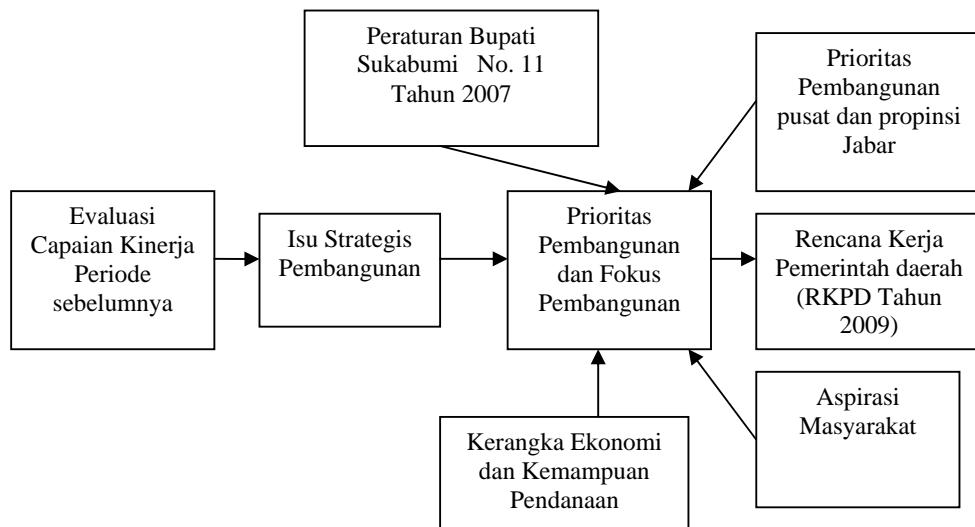 Peraturan Bupati
Sukabumi No. 11
Tahun 2007
Prioritas
Pembangunan
pusat dan propinsi
Jabar
Evaluasi
Capaian Kinerja
Periode
sebelumnya
Isu Strategis
Pembangunan
Prioritas
Pembangunan
dan Fokus
Pembangunan
Rencana Kerja
Pemerintah daerah
(RKPD Tahun
2009)
Kerangka Ekonomi
dan Kemampuan
Pendanaan
Aspirasi
Masyarakat